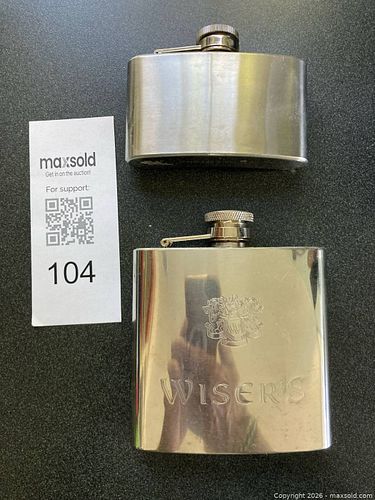 maxsold
Get in on the auction!
For support:
104
WISER'S
Copyright 2026 - maxsold.com